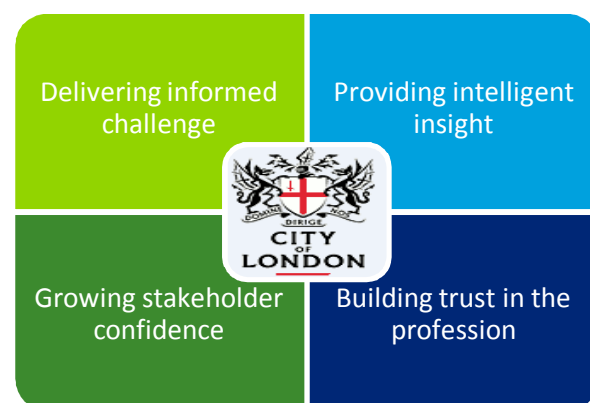 Delivering informed
challenge
Providing intelligent
insight
DOMINE DIRIGE NOS
CITY
OF
LONDON
Growing stakeholder
confidence
Building trust in the
profession